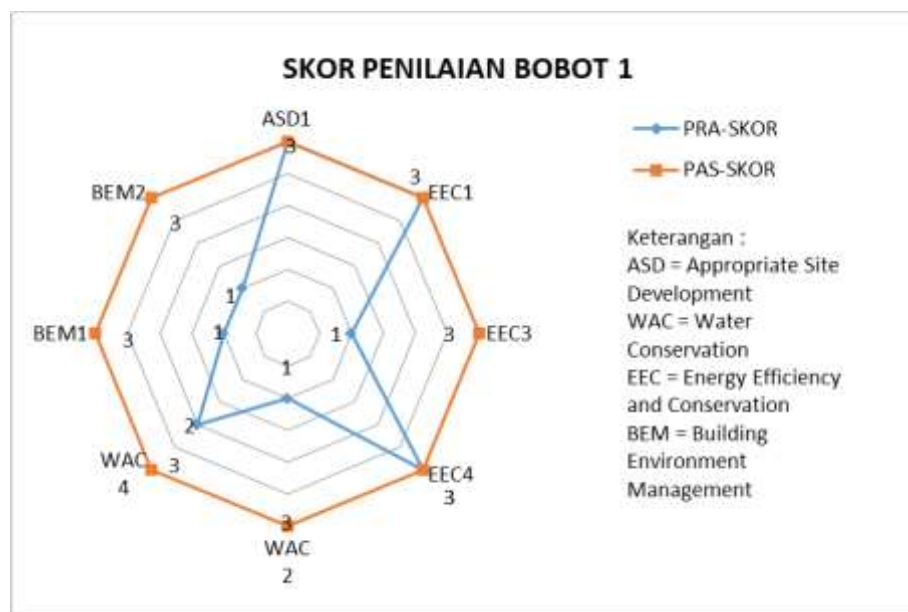 SKOR PENILAIAN BOBOT 1
ASD1
3
PRA-SKOR
PAS-SKOR
3
EEC1
BEM2
3
1
Keterangan :
ASD = Appropriate Site
Development
WAC = Water
Conservation
EEC = Energy Efficiency
and Conservation
BEM = Building
Environment
Management
BEM1
3
1
1
3
EEC3
1
2
WAC
4
3
EEC4
3
3
WAC
2